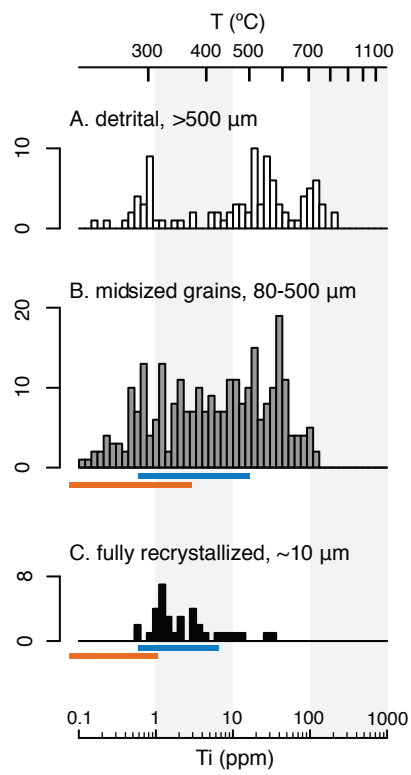 T (ºC)
300 400 500 700 1100
A. detrital, >500 µm
10
0
B. midsized grains, 80-500 µm
20
10
0
C. fully recrystallized, ~10 µm
8
0
0.1 1 10 100 1000
Ti (ppm)